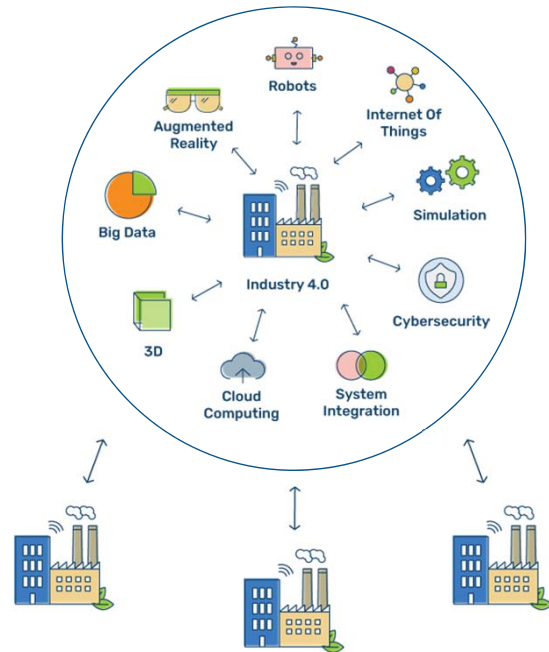 Robots
Internet Of
Things
Augmented
Reality
Simulation
Big Data
Industry 4.0
Cybersecurity
3D
Cloud
Computing
System
Integration